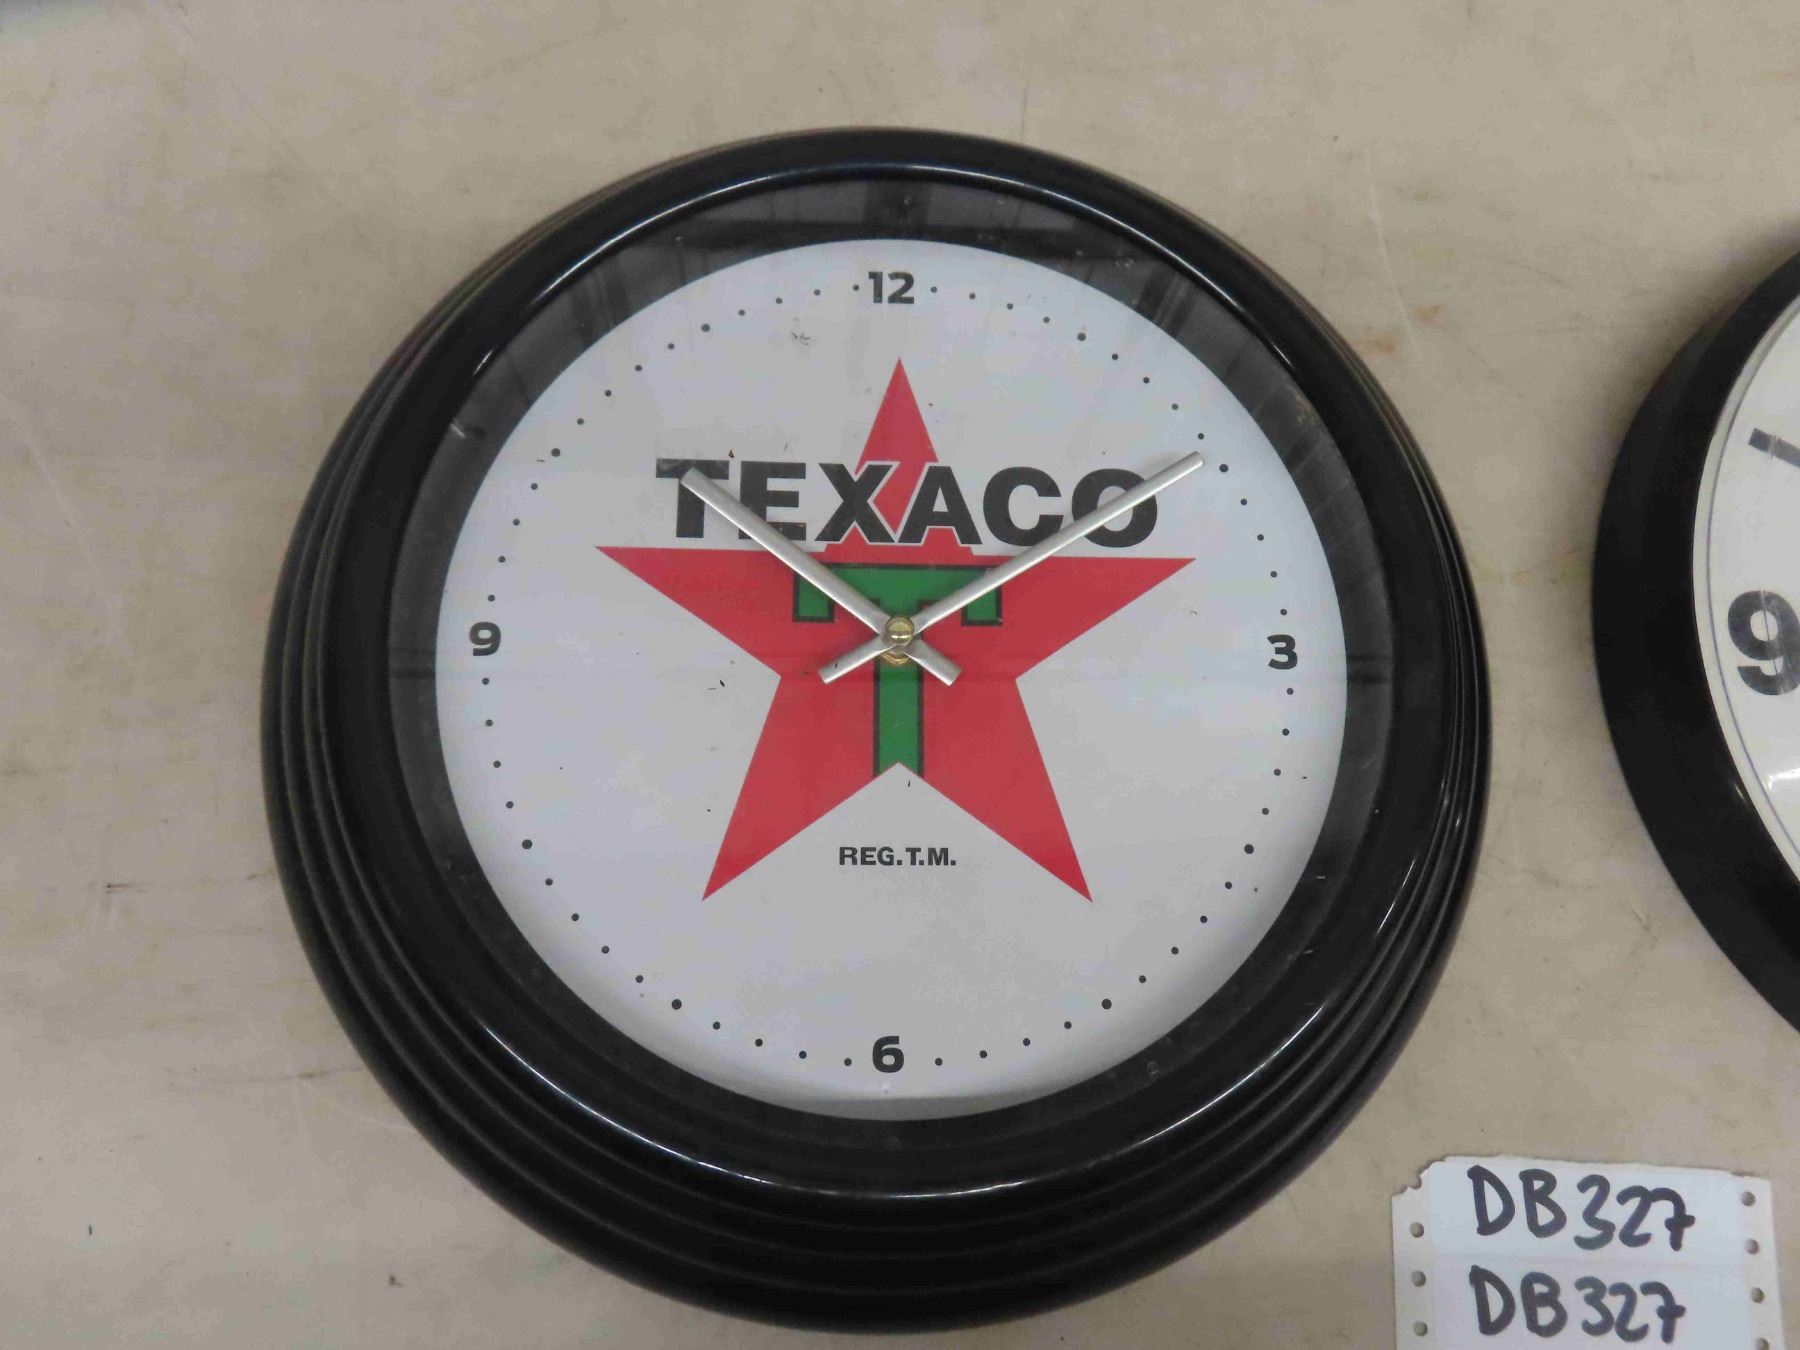 12
TEXACO
T
9
3
9
REG.T.M.
6
DB327
DB327